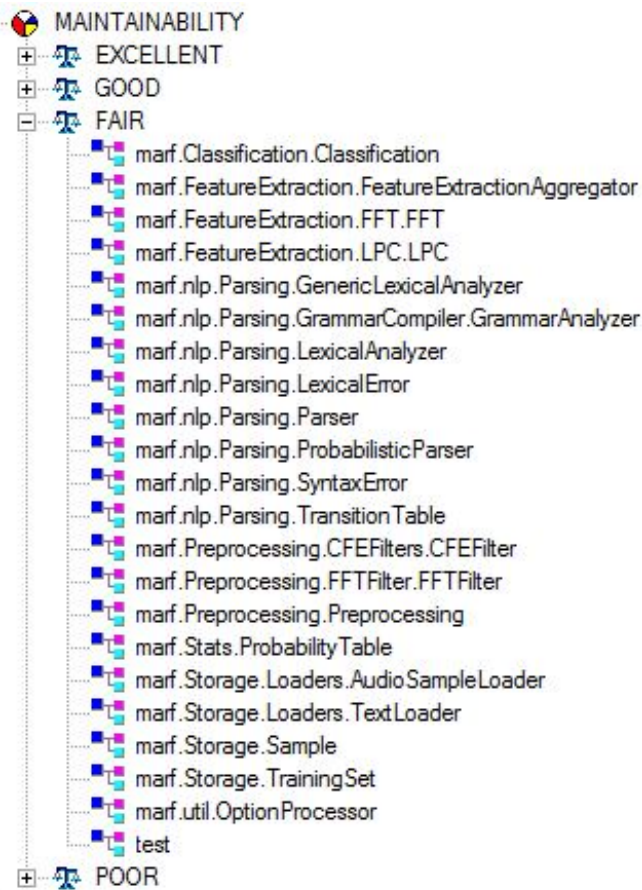 MAINTAINABILITY
EXCELLENT
GOOD
FAIR
marf.Classification.Classification
marf.FeatureExtraction.FeatureExtractionAggregator
marf.FeatureExtraction.FFT.FFT
marf.FeatureExtraction.LPC.LPC
marf.nlp.Parsing.GenericLexicalAnalyzer
marf.nlp.Parsing.GrammarCompiler.GrammarAnalyzer
marf.nlp.Parsing.LexicalAnalyzer
marf.nlp.Parsing.LexicalError
marf.nlp.Parsing.Parser
marf.nlp.Parsing.ProbabilisticParser
marf.nlp.Parsing.SyntaxError
marf.nlp.Parsing.TransitionTable
marf.Preprocessing.CFEFilters.CFEFilter
marf.Preprocessing.FFTFilter.FFTFilter
marf.Preprocessing.Preprocessing
marf.Stats.ProbabilityTable
marf.Storage.Loaders.AudioSampleLoader
marf.Storage.Loaders.TextLoader
marf.Storage.Sample
marf.Storage.TrainingSet
marf.util.OptionProcessor
test
POOR